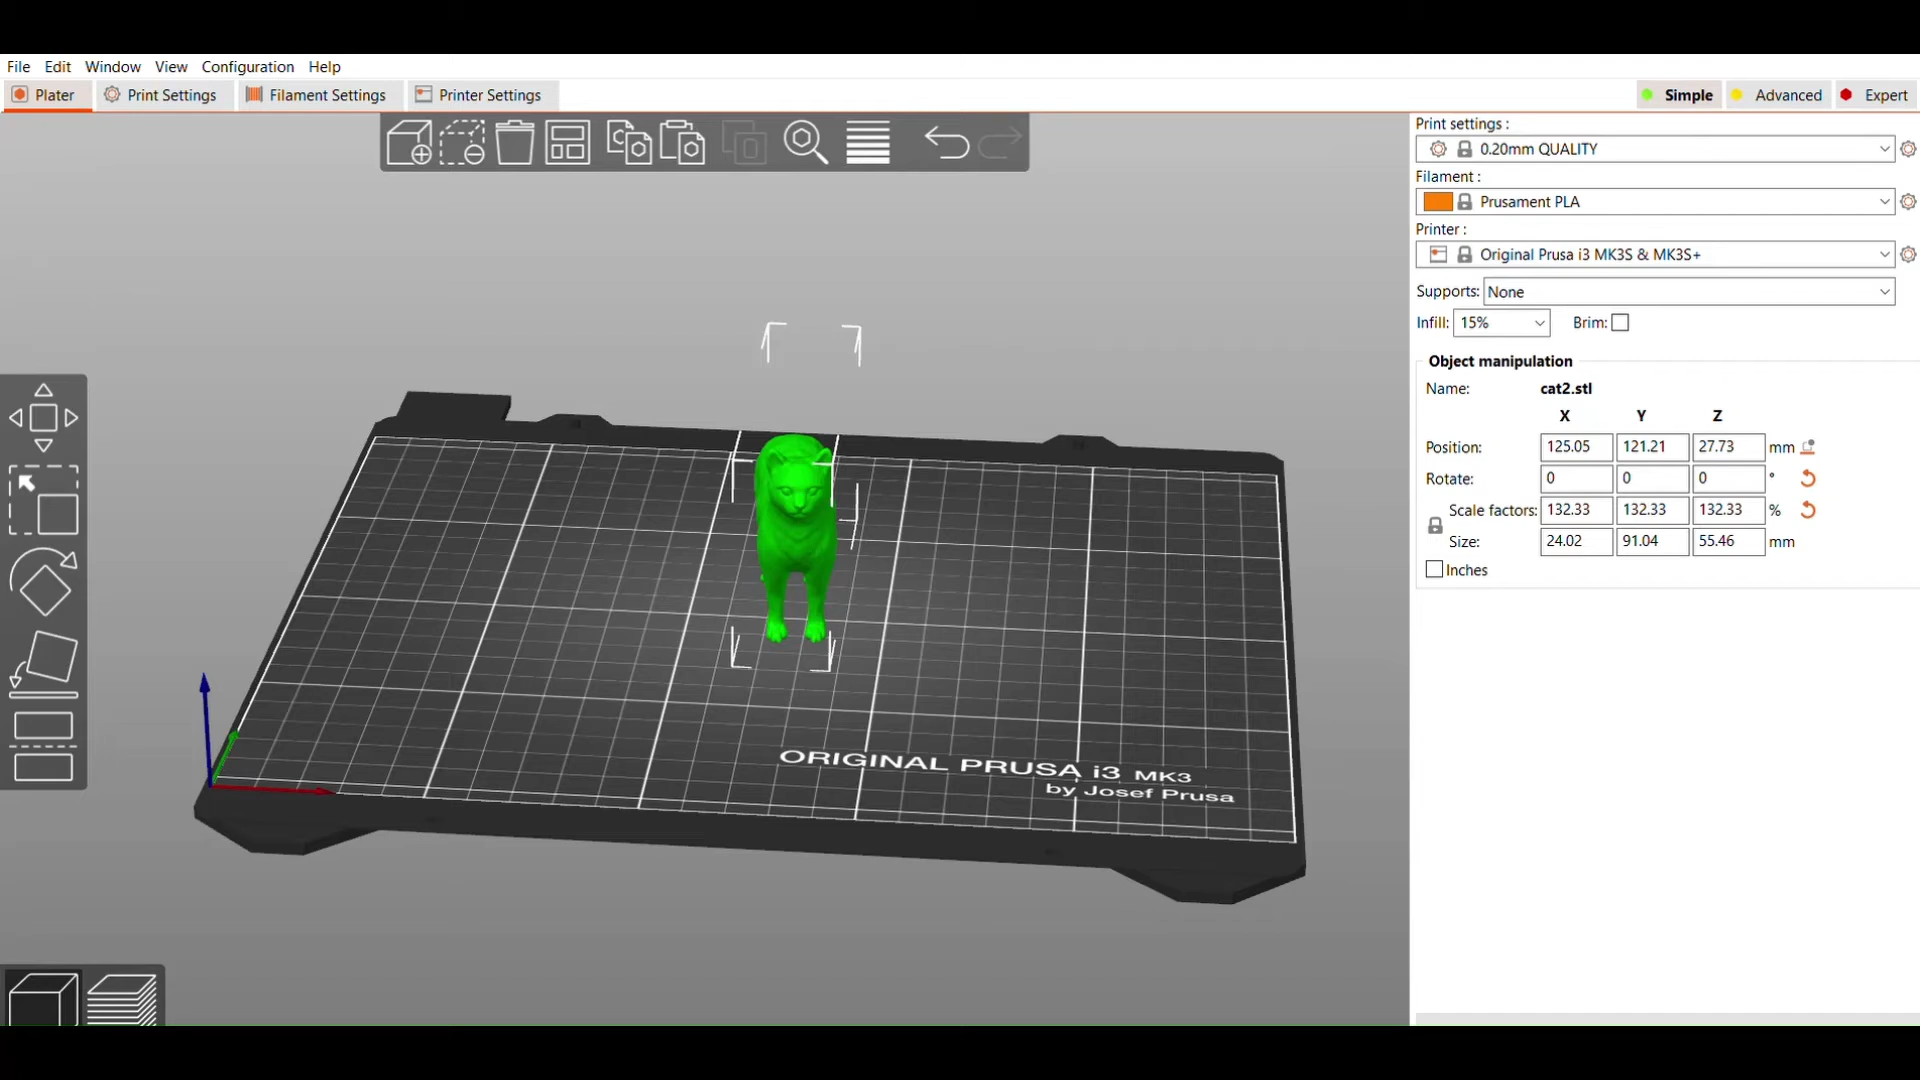 File Edit Window View Configuration Help
Plater Print Settings Filament Settings Printer Settings Simple Advanced Expert
Print settings :
0.20mm QUALITY
Filament :
Prusament PLA
Printer :
Original Prusa i3 MK3S & MK3S+
Supports: None
Infill: 15% Brim:
Object manipulation
Name: cat2.stl
X Y Z
Position: 125.05 121.21 27.73 mm
Rotate: 0 0 0 °
Scale factors: 132.33 132.33 132.33 %
Size: 24.02 91.04 55.46 mm
Inches
ORIGINAL PRUSA i3 MK3
by Josef Prusa